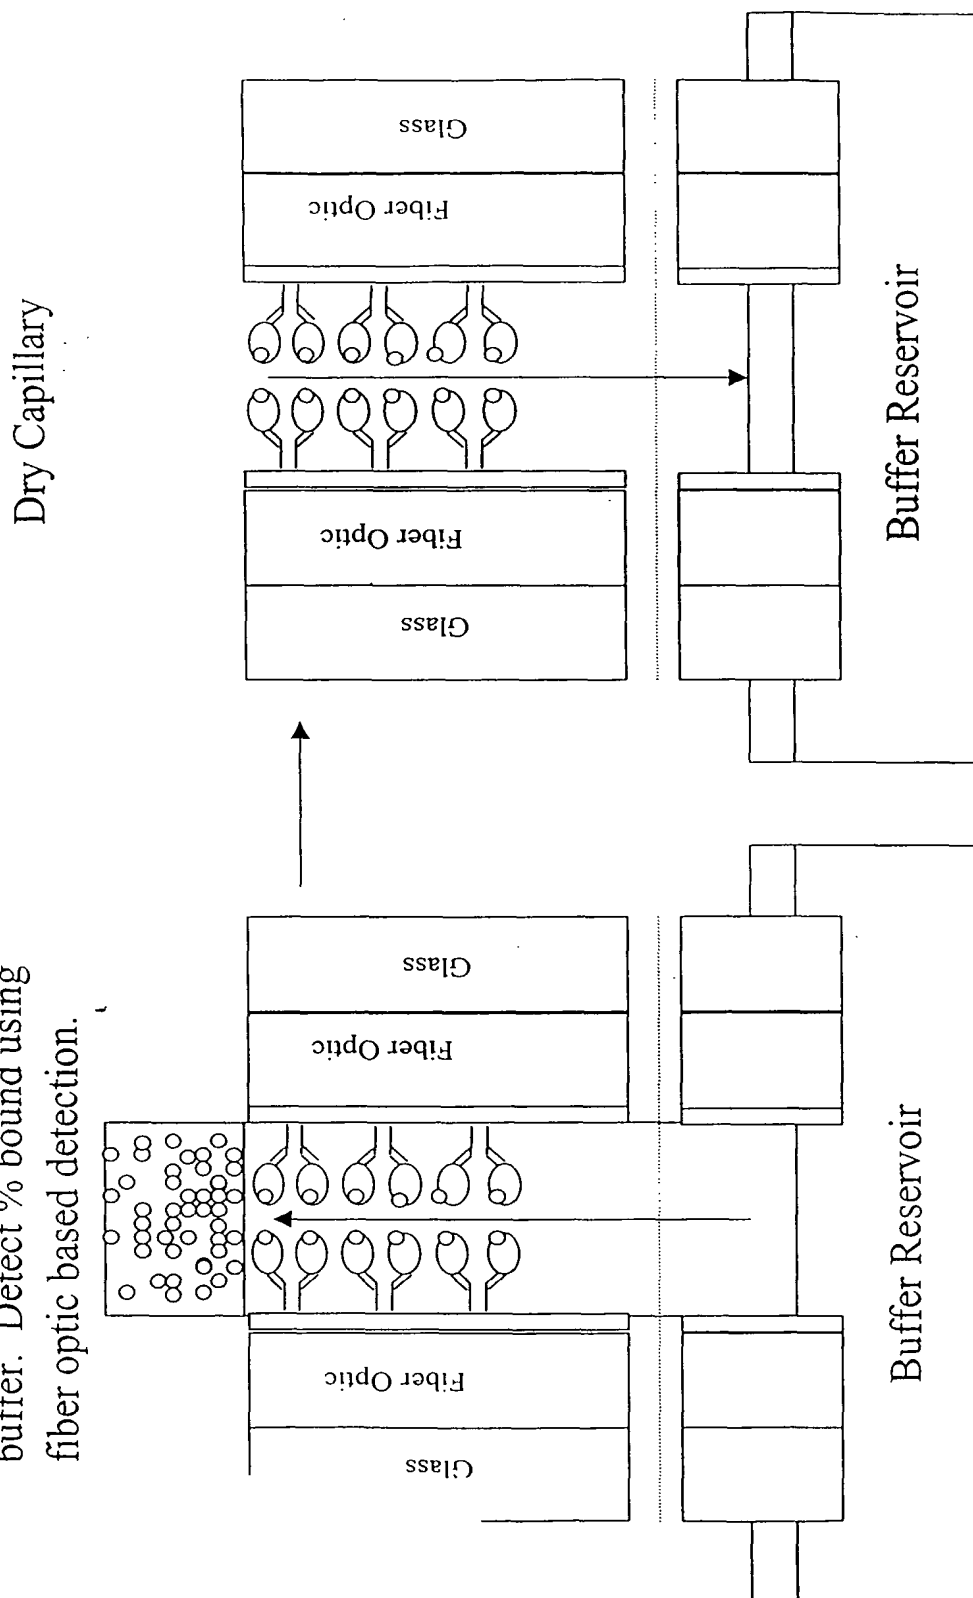 buffer. Detect % bound using
fiber optic based detection.
Dry Capillary
Glass
Fiber Optic
Fiber Optic
Glass
Glass
Fiber Optic
Fiber Optic
Glass
Buffer Reservoir
Buffer Reservoir